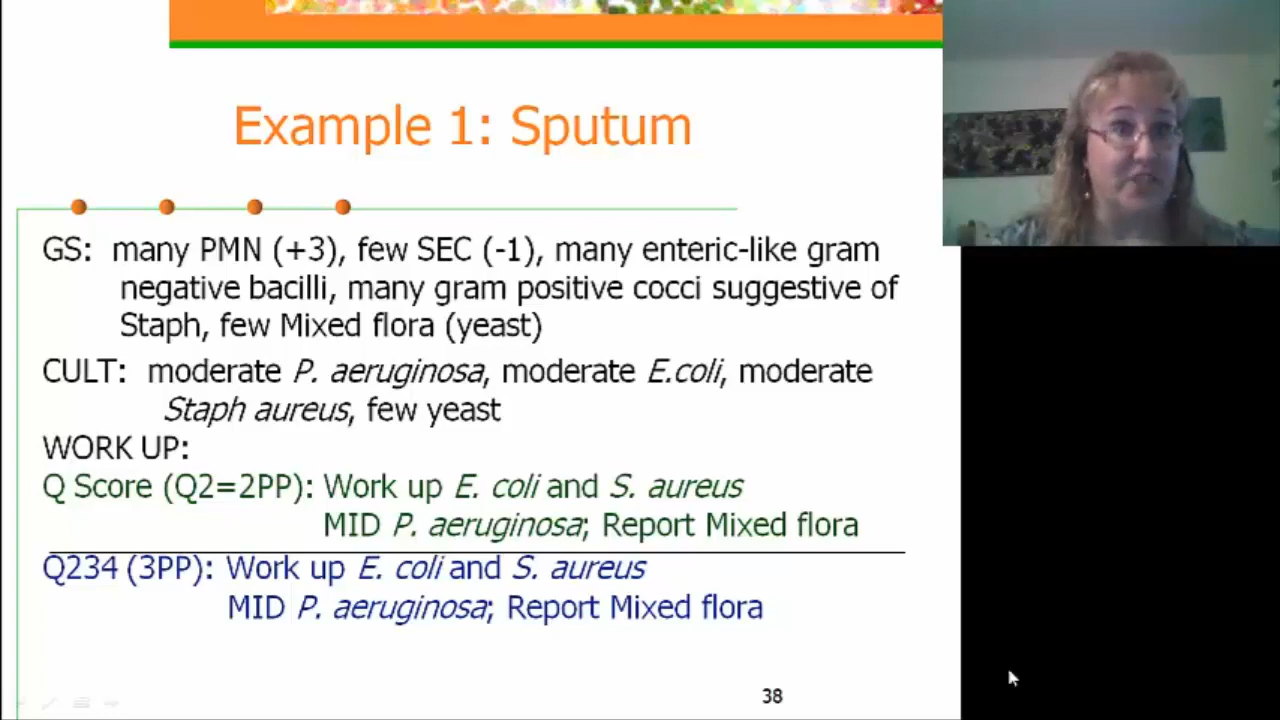 Example 1: Sputum
GS: many PMN (+3), few SEC (-1), many enteric-like gram
negative bacilli, many gram positive cocci suggestive of
Staph, few Mixed flora (yeast)
CULT: moderate P. aeruginosa, moderate E.coli, moderate
Staph aureus, few yeast
WORK UP:
Q Score (Q2=2PP): Work up E. coli and S. aureus
MID P. aeruginosa; Report Mixed flora
Q234 (3PP): Work up E. coli and S. aureus
MID P. aeruginosa; Report Mixed flora
38